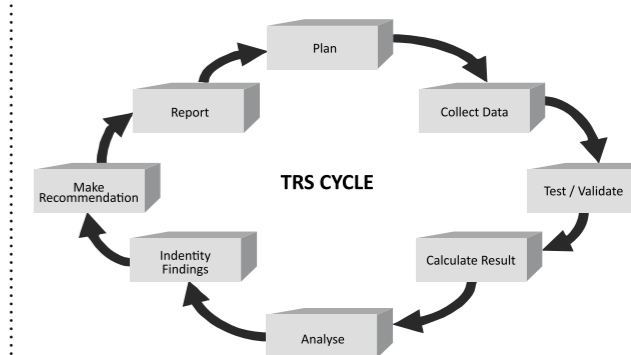 Plan
Collect Data
Test / Validate
Calculate Result
Analyse
Indentity
Findings
Make
Recommendation
Report
TRS CYCLE